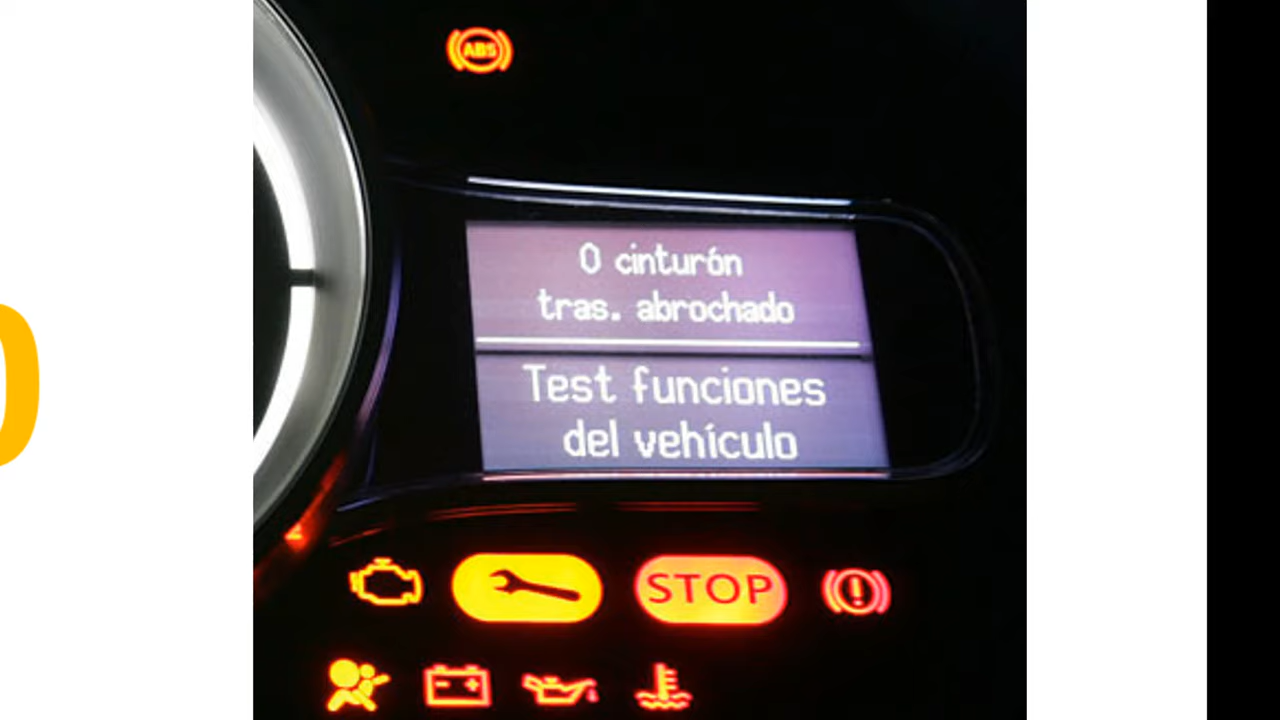 ABS
0 cinturón
tras. abrochado
Test funciones
del vehículo
STOP